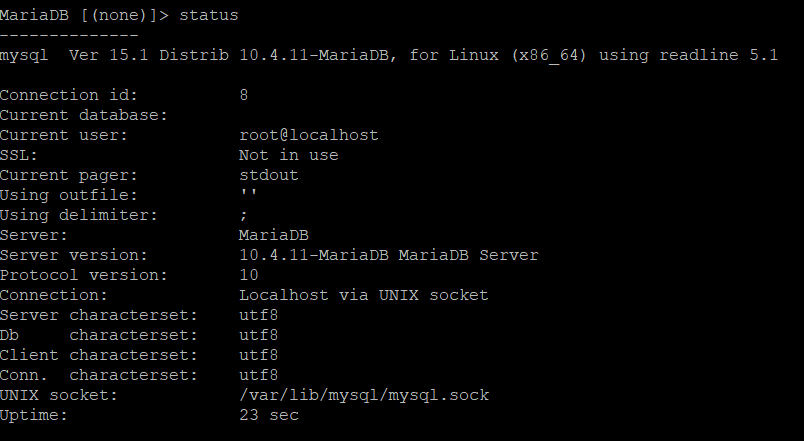 MariaDB [(none)]> status
--------------
mysql  Ver 15.1 Distrib 10.4.11-MariaDB, for Linux (x86_64) using readline 5.1

Connection id:          8
Current database:
Current user:           root@localhost
SSL:                    Not in use
Current pager:          stdout
Using outfile:          ''
Using delimiter:        ;
Server:                 MariaDB
Server version:         10.4.11-MariaDB MariaDB Server
Protocol version:       10
Connection:             Localhost via UNIX socket
Server characterset:    utf8
Db     characterset:    utf8
Client characterset:    utf8
Conn.  characterset:    utf8
UNIX socket:            /var/lib/mysql/mysql.sock
Uptime:                 23 sec